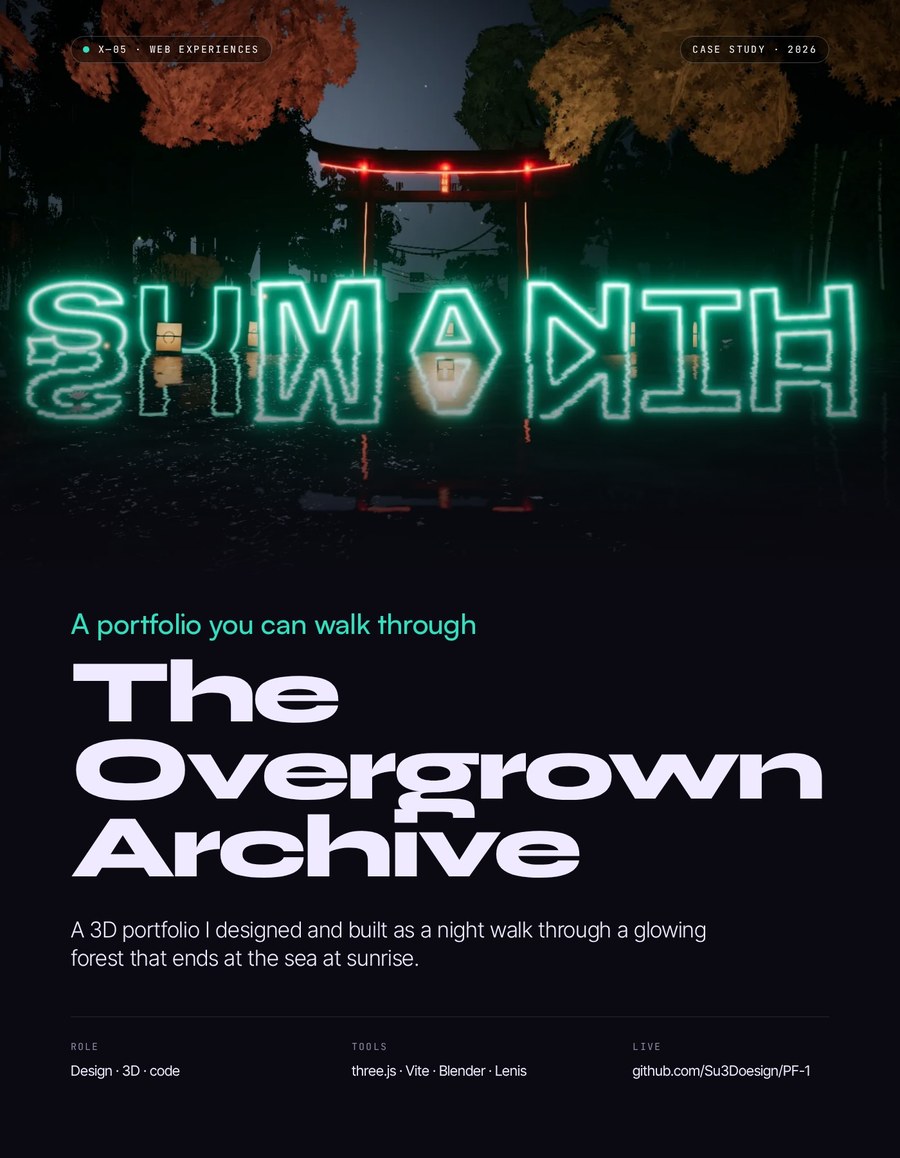 X—05 · WEB EXPERIENCES
CASE STUDY · 2026
SUMANTH
A portfolio you can walk through
The
Overgrown
Archive
A 3D portfolio I designed and built as a night walk through a glowing
forest that ends at the sea at sunrise.
ROLE
TOOLS
LIVE
Design · 3D · code
three.js · Vite · Blender · Lenis
github.com/Su3Doesign/PF-1